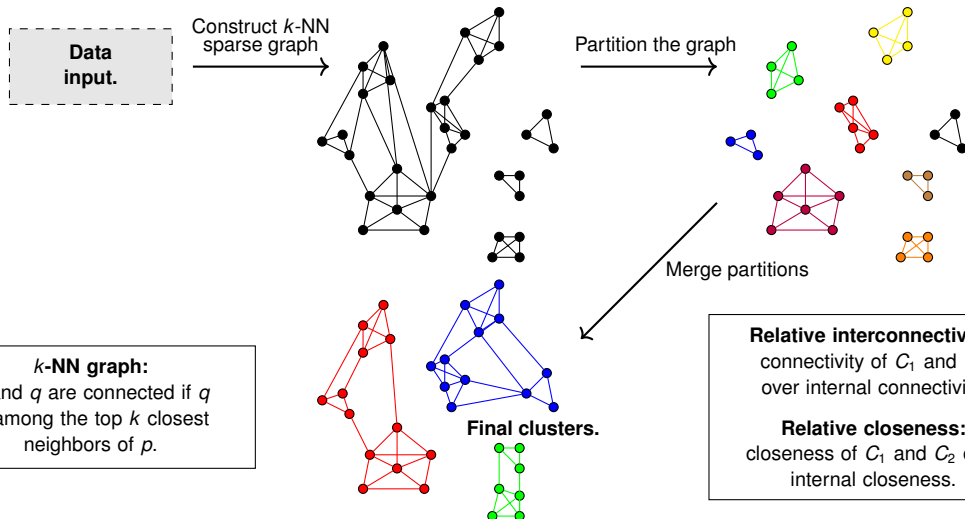 Construct k-NN
sparse graph
Data
input.
Partition the graph
Merge partitions
k-NN graph:
and q are connected if q
among the top k closest
neighbors of p.
Final clusters.
Relative interconnectiv
connectivity of C1 and
over internal connectivi
Relative closeness:
closeness of C1 and C2
internal closeness.